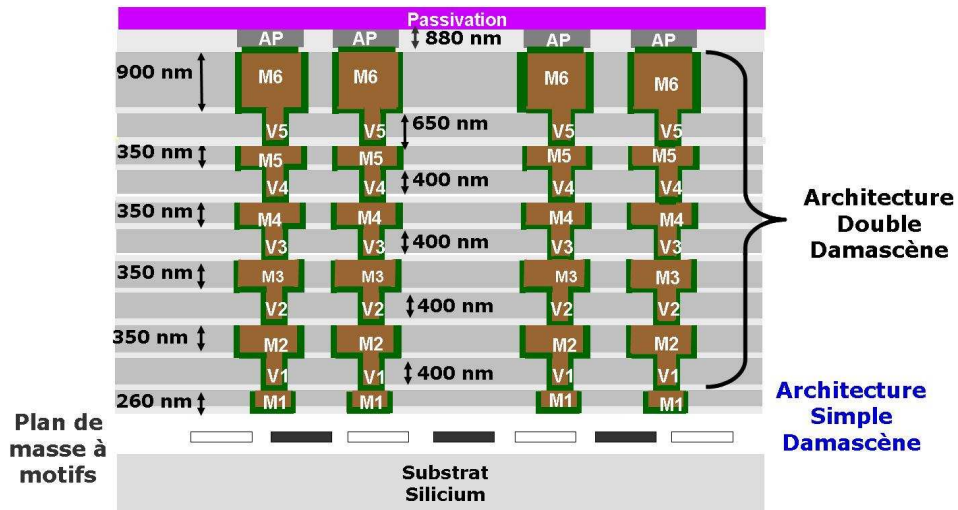 Passivation
AP AP AP AP
880 nm
900 nm
M6 M6 M6 M6
650 nm
V5 V5 V5 V5
350 nm
M5 M5 M5 M5
400 nm
V4 V4 V4 V4
350 nm
M4 M4 M4 M4
400 nm
V3 V3 V3 V3
350 nm
M3 M3 M3 M3
400 nm
V2 V2 V2 V2
350 nm
M2 M2 M2 M2
400 nm
V1 V1 V1 V1
260 nm
M1 M1 M1 M1
Architecture
Double
Damascène
Architecture
Simple
Damascène
Plan de
masse à
motifs
Substrat
Silicium